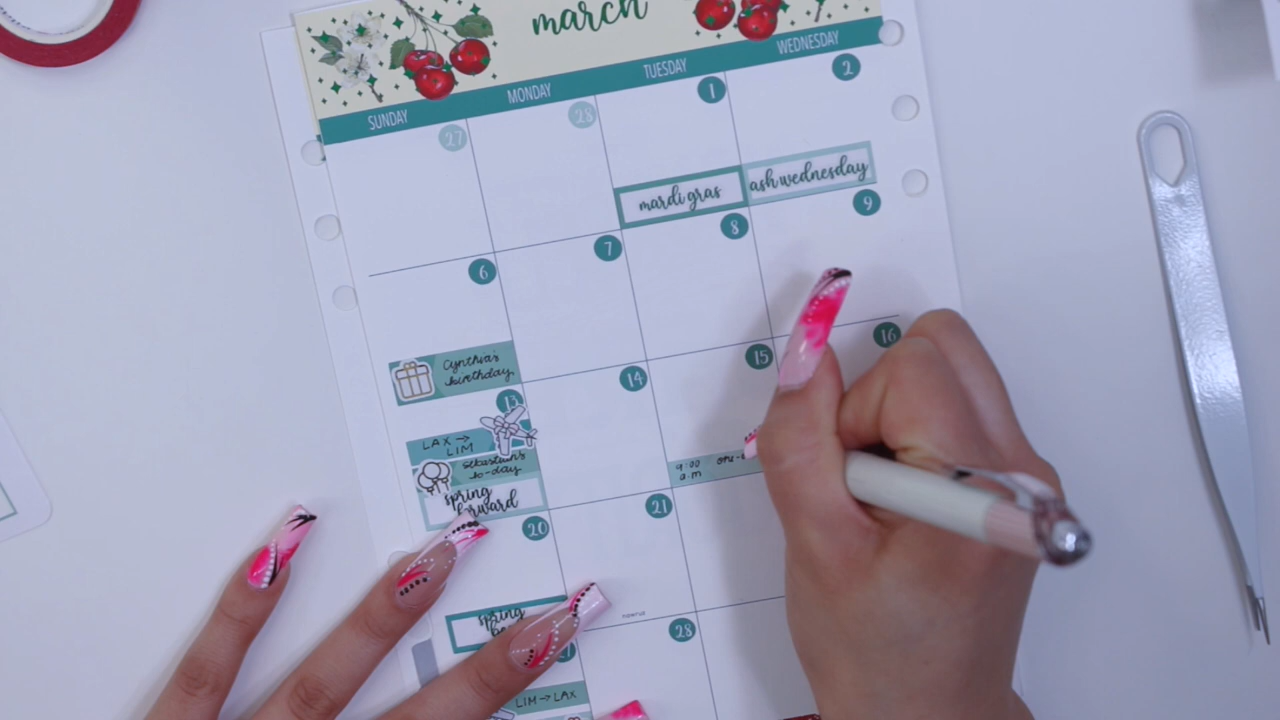 march
SUNDAY MONDAY TUESDAY WEDNESDAY
27 28 1 2
mardi gras ash wednesday
6 7 8 9
Cynthia's
birthday
13 14 15 16
LAX →
LIM
sebastian's
b-day
spring
forward
9:00
a.m
20 21
spring
28
LIM → LAX